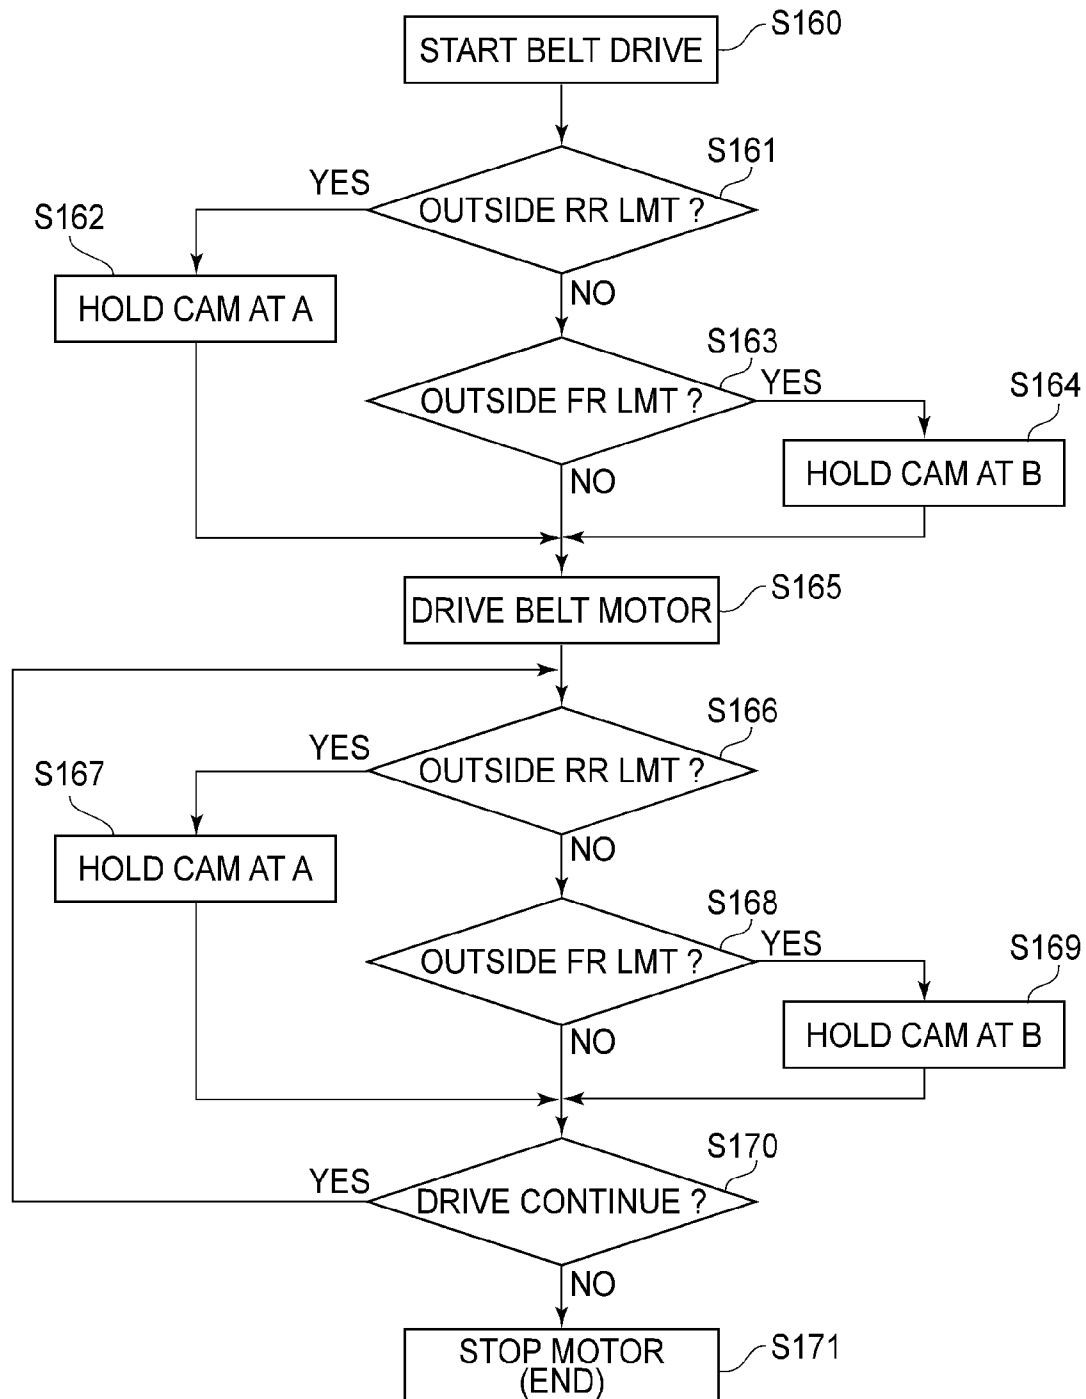 S160
START BELT DRIVE
S161
YES
OUTSIDE RR LMT ?
S162
HOLD CAM AT A
NO
S163
YES
OUTSIDE FR LMT ?
S164
HOLD CAM AT B
NO
S165
DRIVE BELT MOTOR
S166
YES
OUTSIDE RR LMT ?
S167
HOLD CAM AT A
NO
S168
YES
OUTSIDE FR LMT ?
S169
HOLD CAM AT B
NO
S170
YES
DRIVE CONTINUE ?
NO
S171
STOP MOTOR
(END)